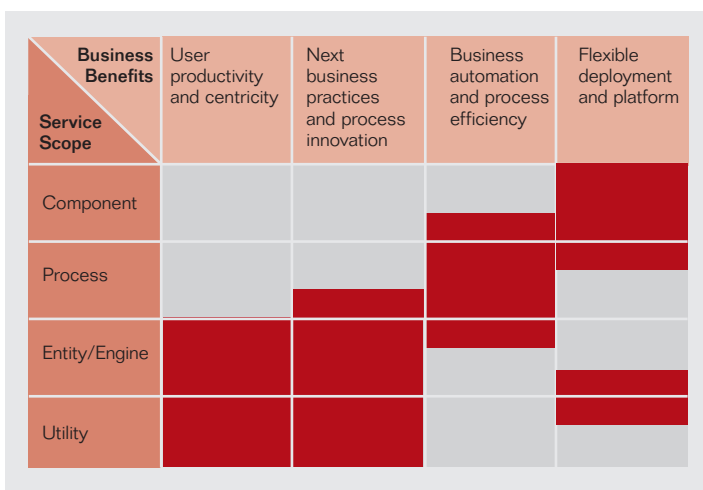 Business
Benefits
Service
Scope
User
productivity
and centricity
Next
business
practices
and process
innovation
Business
automation
and process
efficiency
Flexible
deployment
and platform
Component
Process
Entity/Engine
Utility